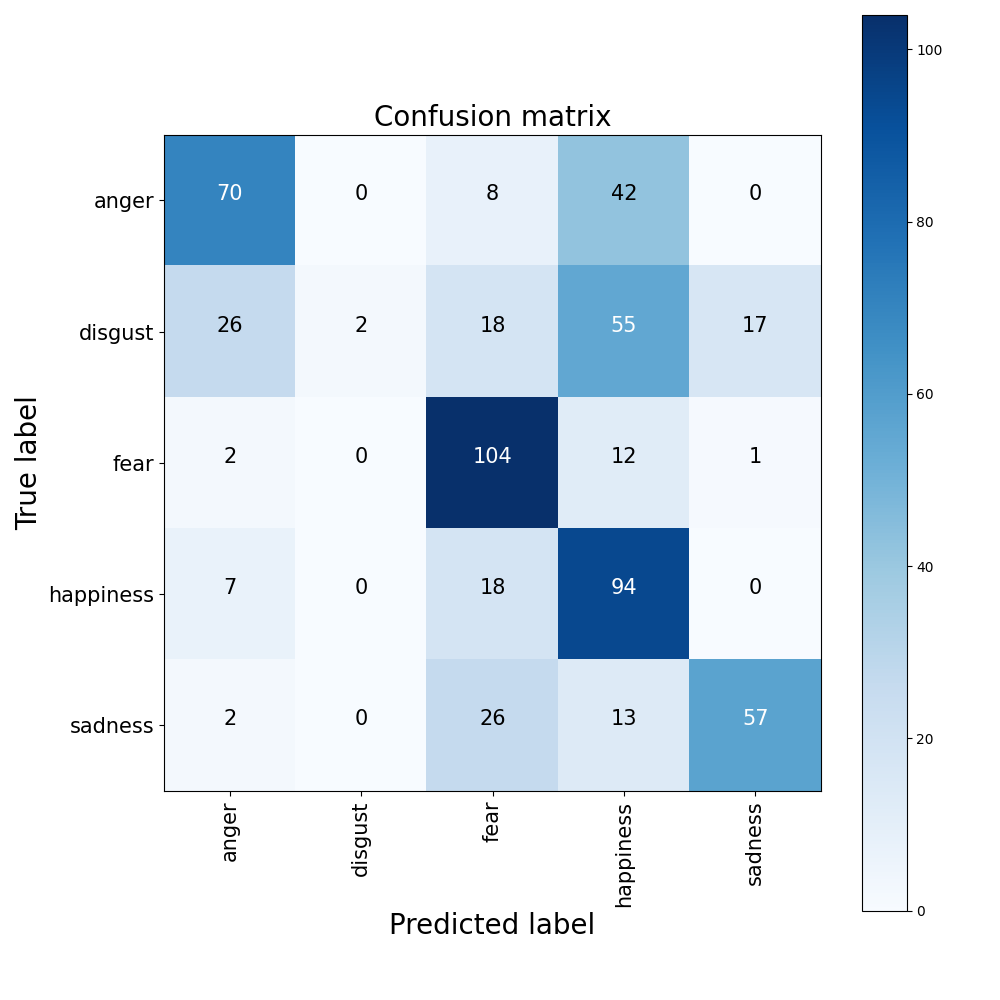 Confusion matrix
True label
anger 70 0 8 42 0
disgust 26 2 18 55 17
fear 2 0 104 12 1
happiness 7 0 18 94 0
sadness 2 0 26 13 57
anger disgust fear happiness sadness
Predicted label
100
80
60
40
20
0